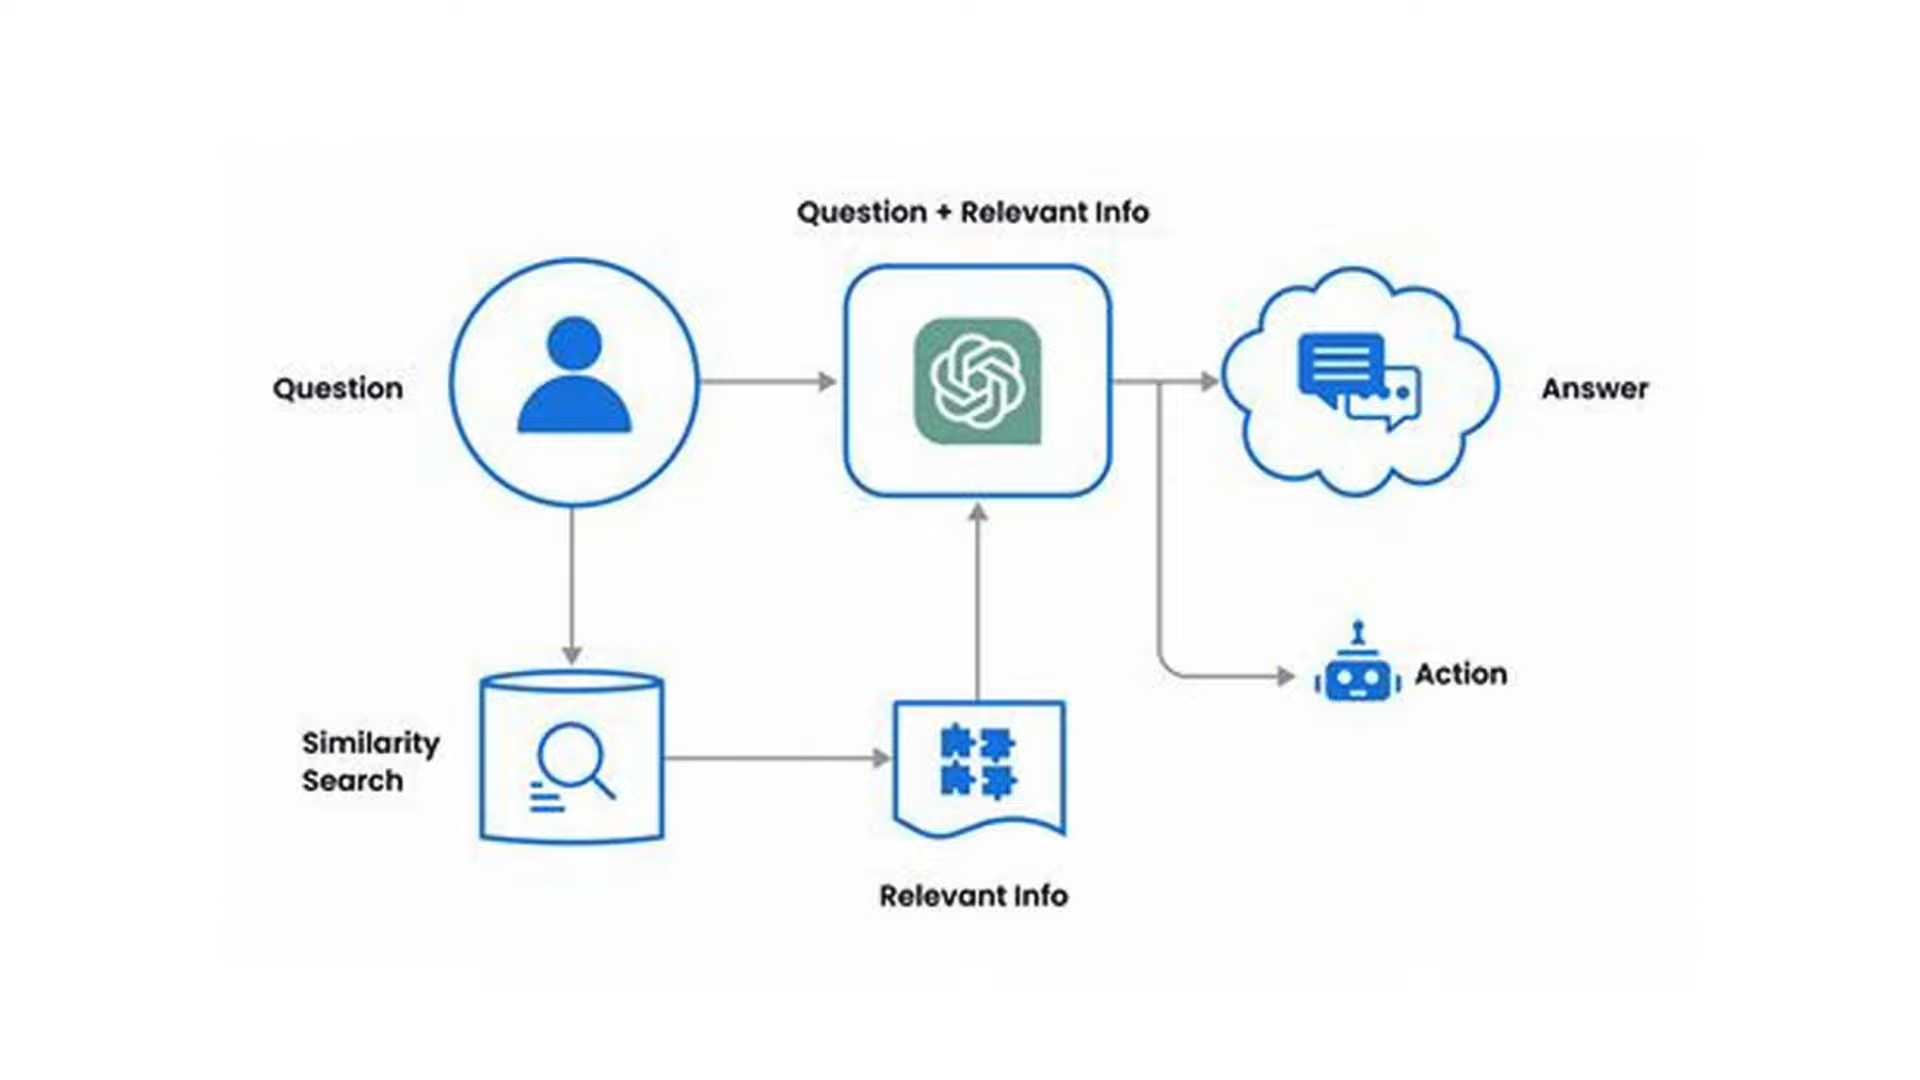 Question + Relevant Info
Question
Answer
Action
Similarity
Search
Relevant Info